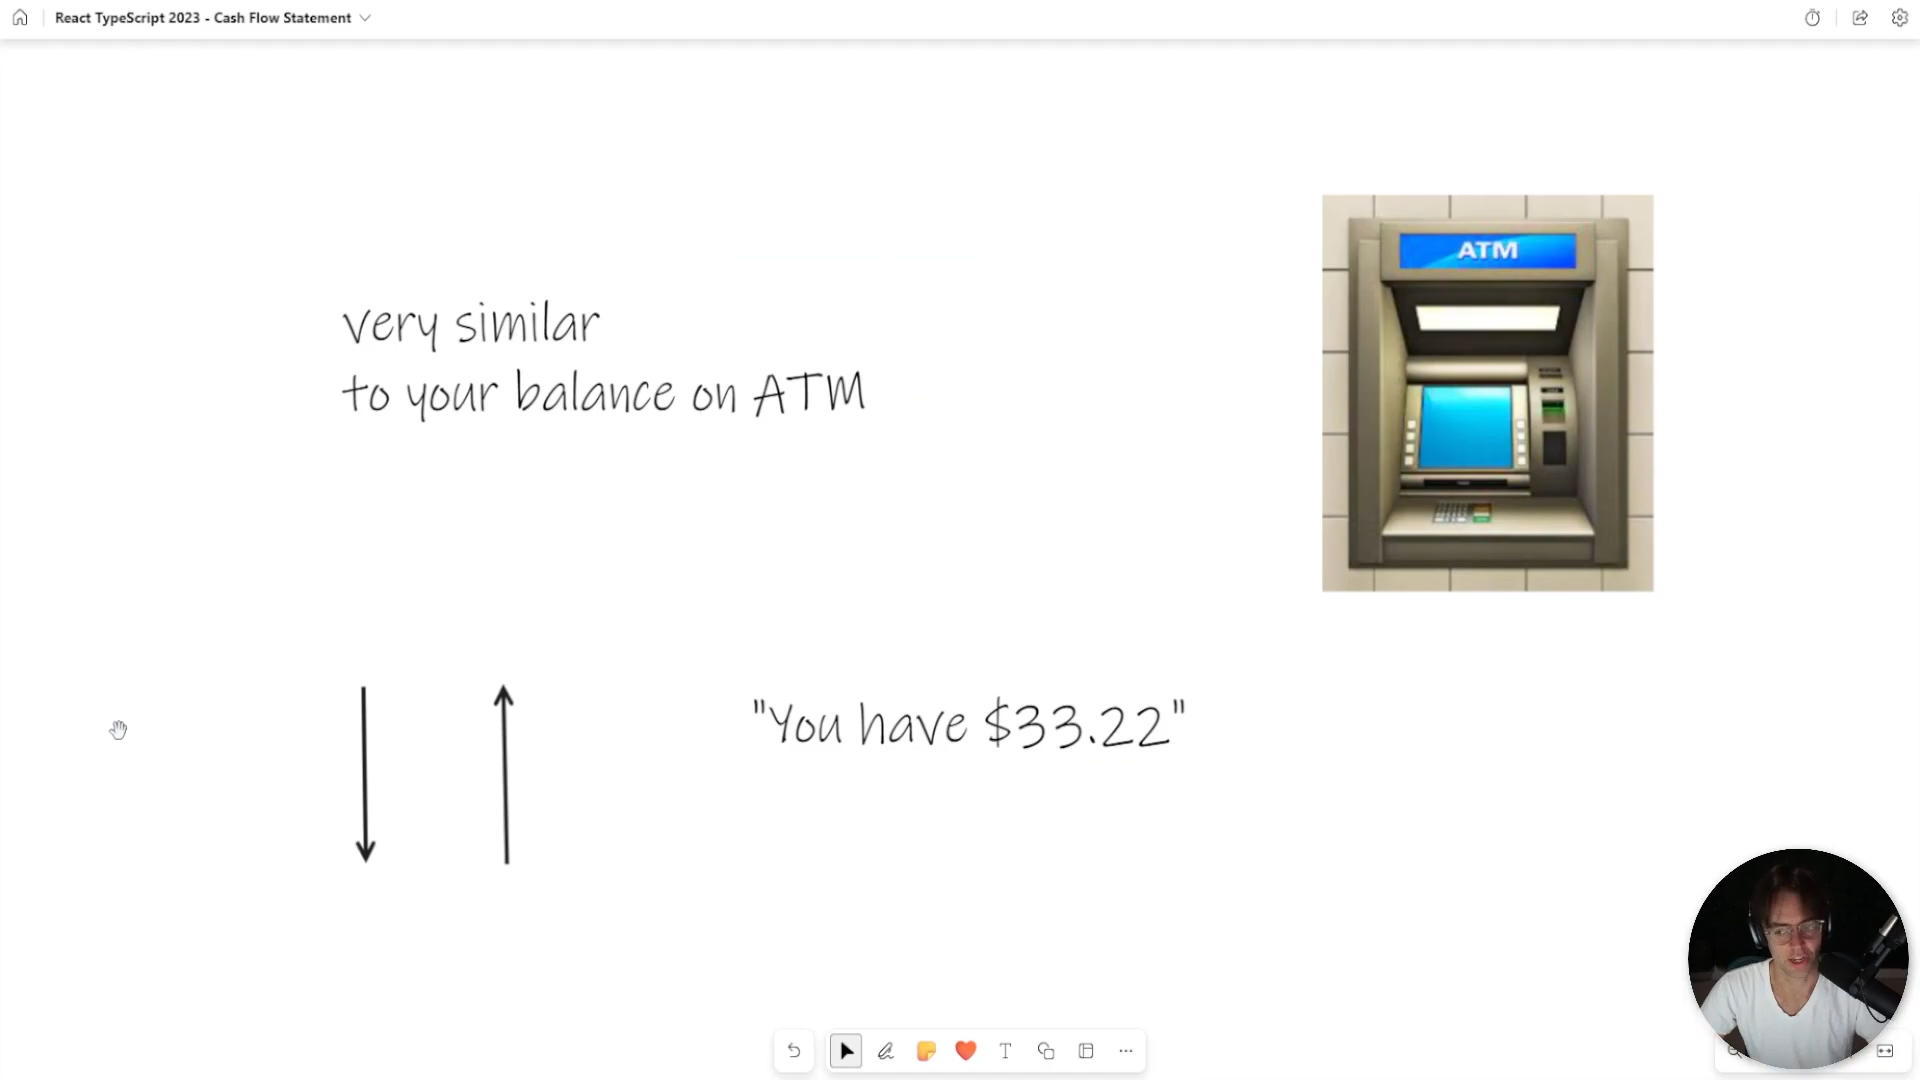 React TypeScript 2023 - Cash Flow Statement
ATM
very similar
to your balance on ATM
"You have $33.22"